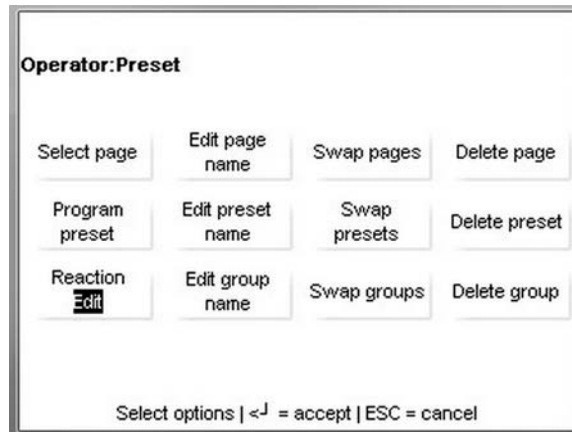 Operator:Preset
Select page
Edit page
name
Swap pages
Delete page
Program
preset
Edit preset
name
Swap
presets
Delete preset
Reaction
Edit
Edit group
name
Swap groups
Delete group
Select options | <┘ = accept | ESC = cancel